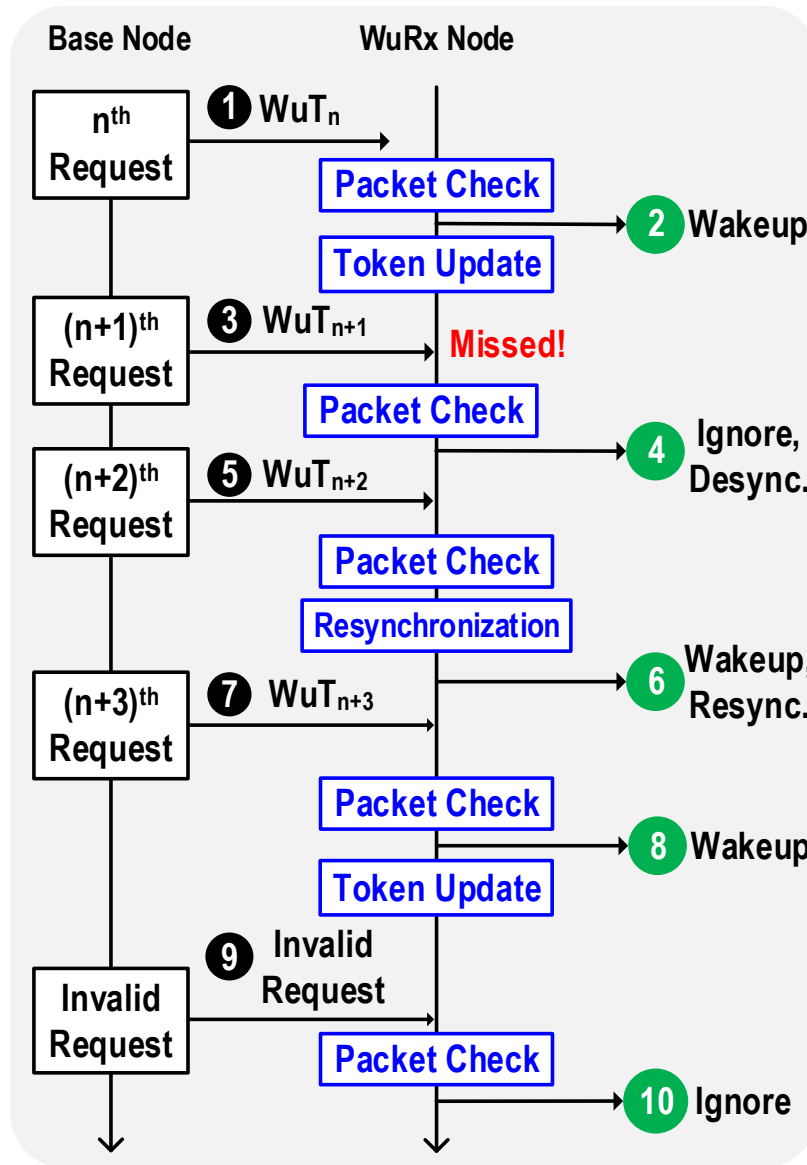 Base Node
WuRx Node
nth
Request
1 WuTn
Packet Check
2 Wakeup
Token Update
(n+1)th
Request
3 WuTn+1
Missed!
Packet Check
4 Ignore,
Desync.
(n+2)th
Request
5 WuTn+2
Packet Check
Resynchronization
6 Wakeup,
Resync.
(n+3)th
Request
7 WuTn+3
Packet Check
8 Wakeup
Token Update
9 Invalid
Request
Invalid
Request
Packet Check
10 Ignore